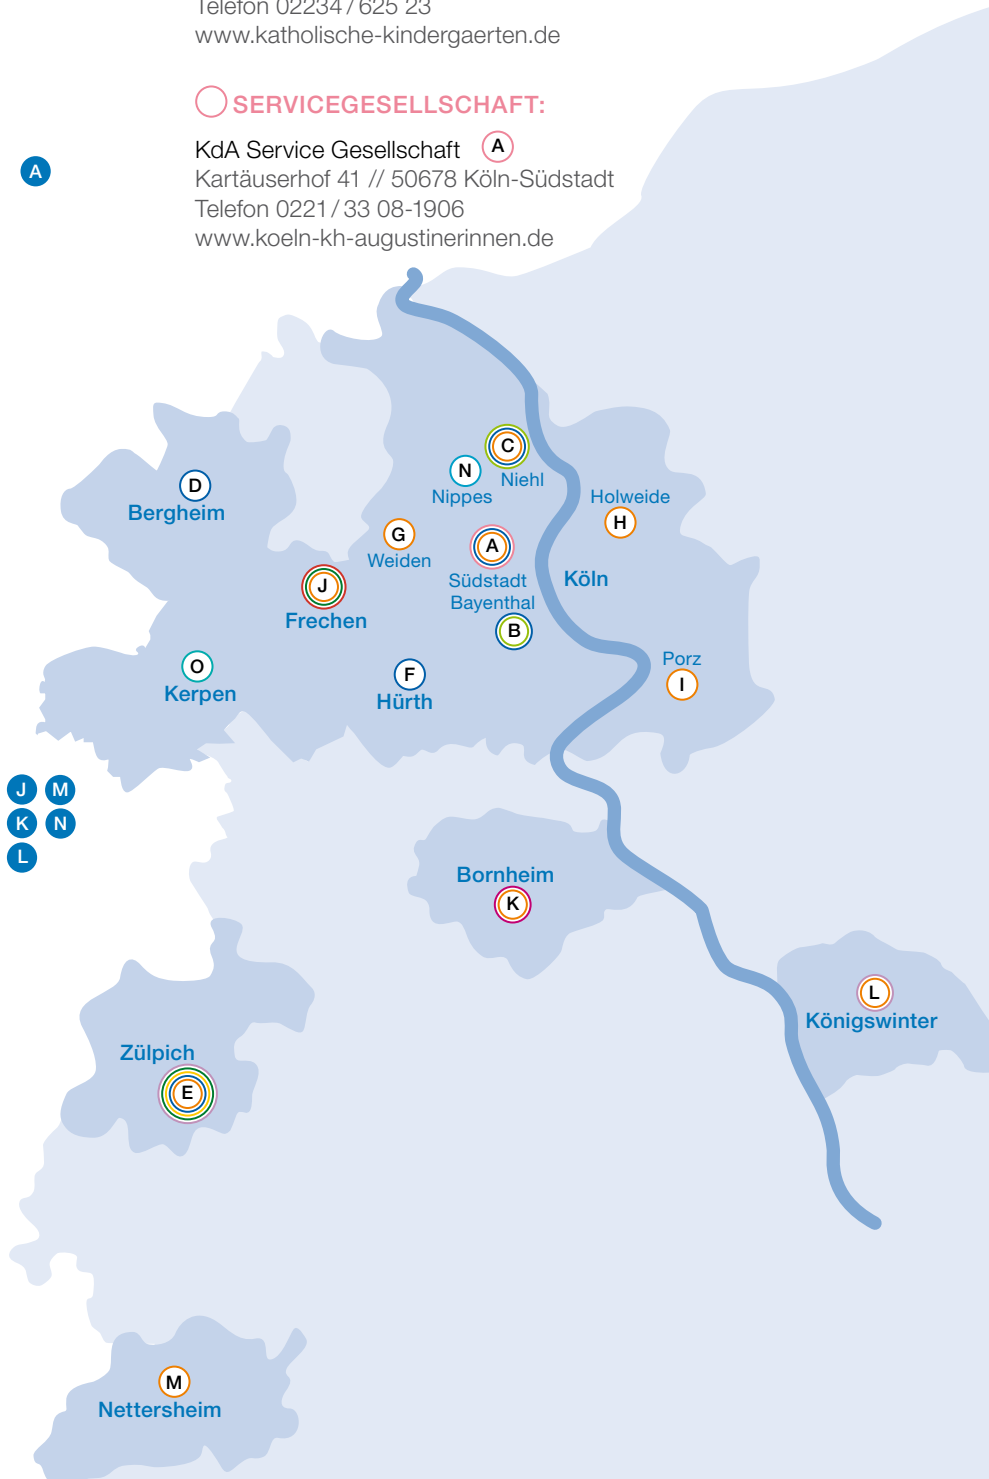 Telefon 02234 / 625 23
www.katholische-kindergaerten.de
SERVICEGESELLSCHAFT:
KdA Service Gesellschaft A
A
Kartäuserhof 41 // 50678 Köln-Südstadt
Telefon 0221 / 33 08-1906
www.koeln-kh-augustinerinnen.de
C
Niehl
N
Nippes
D
Bergheim
Holweide
H
G
Weiden
A
Südstadt
Köln
J
Frechen
Bayenthal
B
O
Kerpen
F
Hürth
Porz
I
J M
K N
L
Bornheim
K
L
Königswinter
Zülpich
E
M
Nettersheim